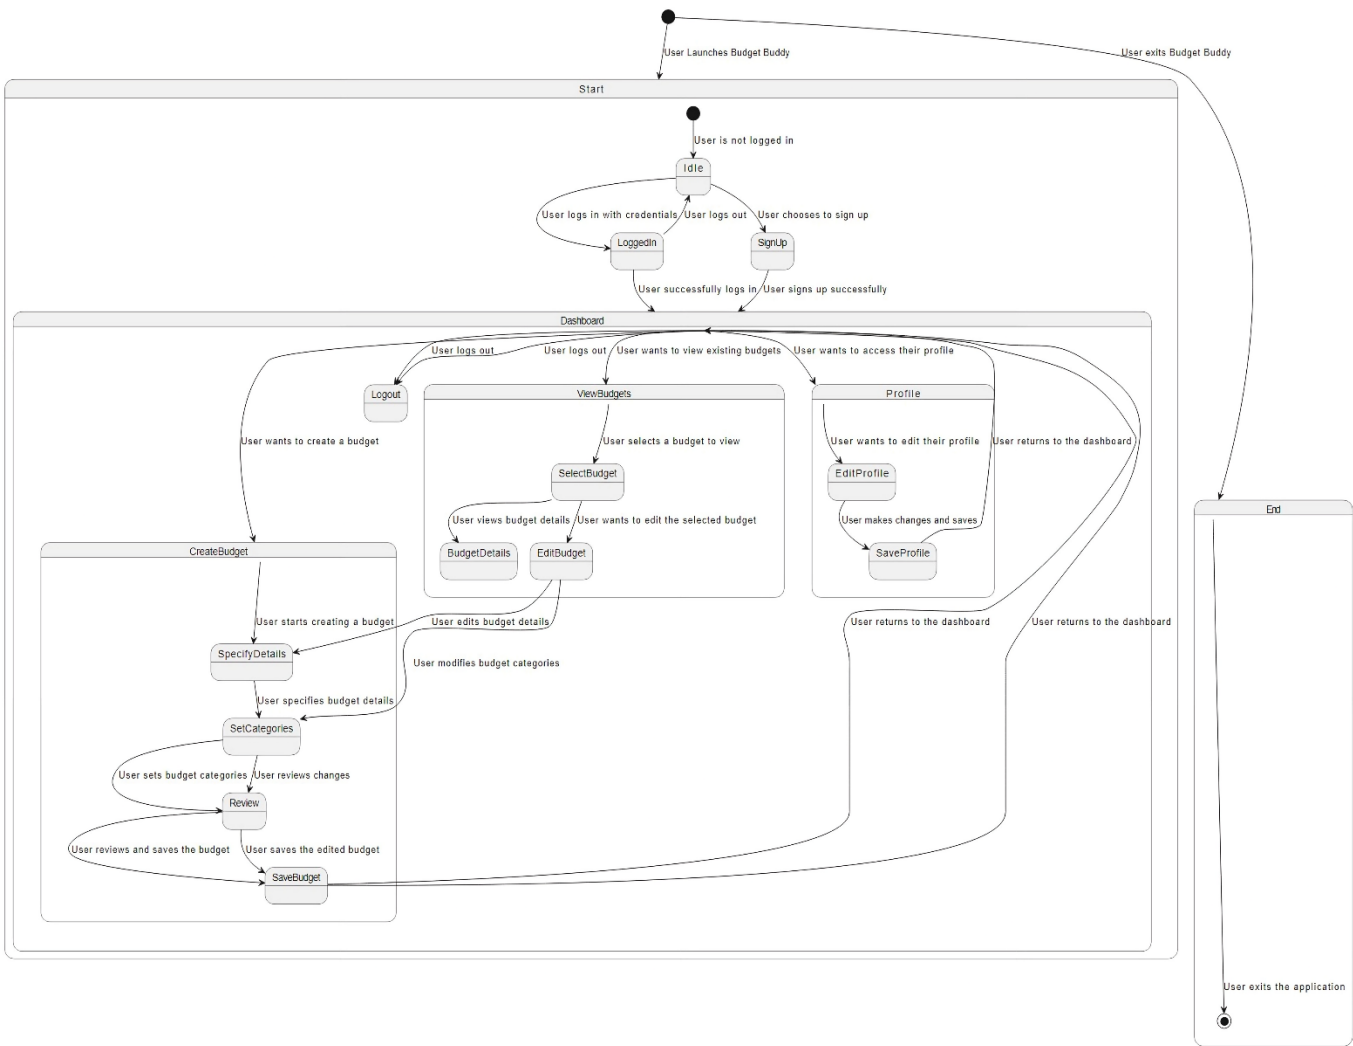 User Launches Budget Buddy
User exits Budget Buddy
Start
User is not logged in
Idle
User logs in with credentials
User logs out
User chooses to sign up
LoggedIn
SignUp
User successfully logs in
User signs up successfully
Dashboard
User logs out
User logs out
User wants to view existing budgets
User wants to access their profile
Logout
ViewBudgets
Profile
User wants to create a budget
User selects a budget to view
User wants to edit their profile
User returns to the dashboard
SelectBudget
EditProfile
End
User views budget details
User wants to edit the selected budget
User makes changes and saves
CreateBudget
BudgetDetails
EditBudget
SaveProfile
User starts creating a budget
User edits budget details
User returns to the dashboard
User returns to the dashboard
SpecifyDetails
User modifies budget categories
User specifies budget details
SetCategories
User sets budget categories
User reviews changes
Review
User reviews and saves the budget
User saves the edited budget
SaveBudget
User exits the application